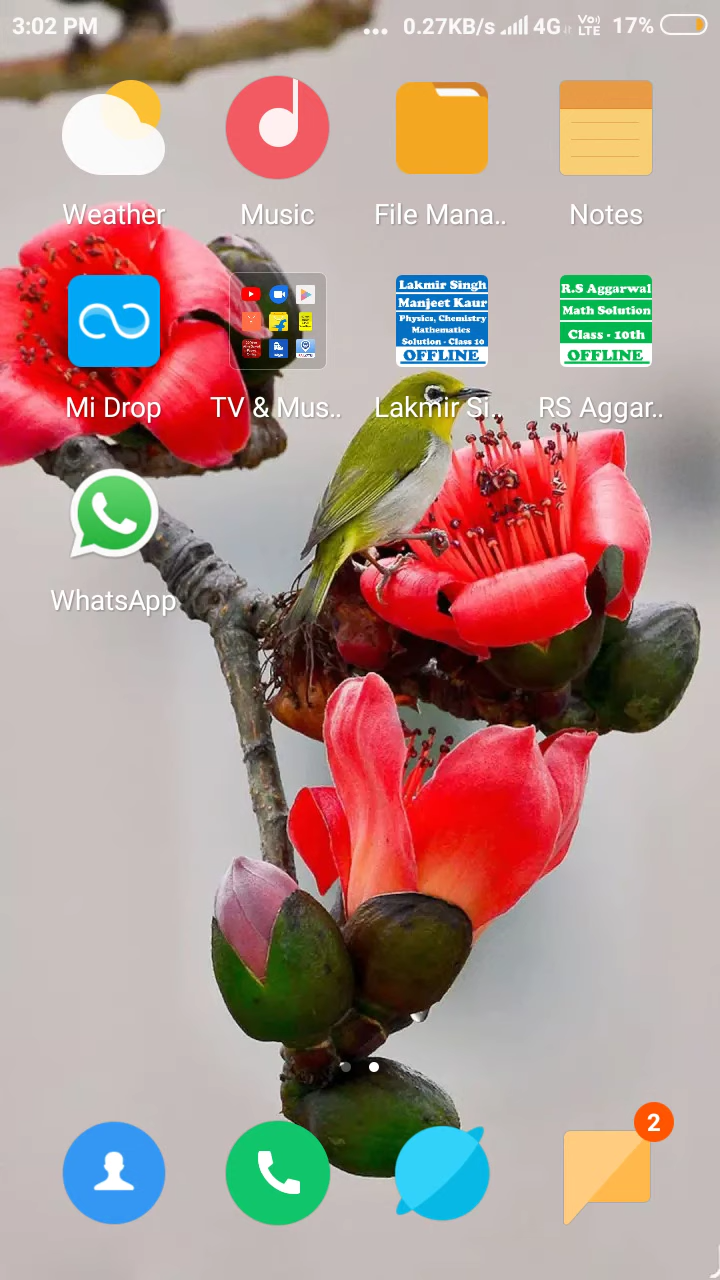 3:02 PM ... 0.27KB/s 4G Vo) LTE 17%
Weather Music File Mana.. Notes
Lakmir Singh
Manjeet Kaur
Physics, Chemistry
Mathematics
Solution - Class 10
OFFLINE
R.S Aggarwal
Math Solution
Class - 10th
OFFLINE
Mi Drop TV & Mus.. Lakmir Si.. RS Aggar..
WhatsApp
2